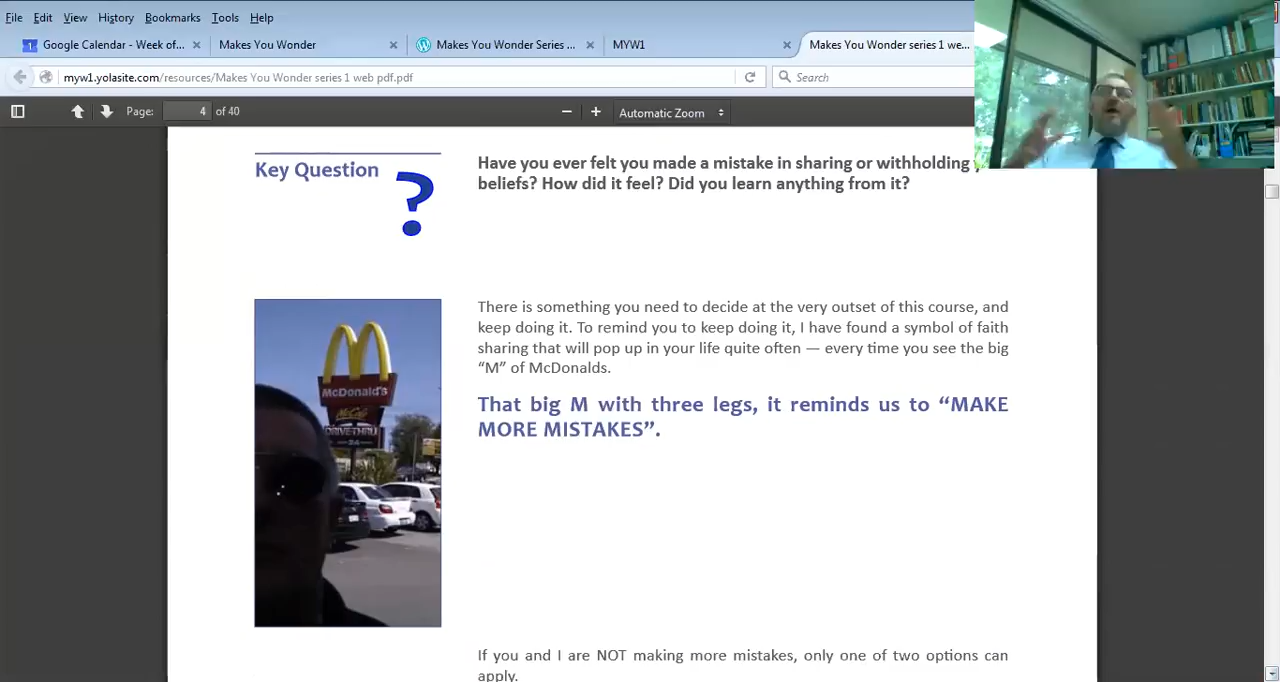 File Edit View History Bookmarks Tools Help
1 Google Calendar - Week of... × Makes You Wonder × Makes You Wonder Series ... × MYW1 × Makes You Wonder series 1 we...
myw1.yolasite.com/resources/Makes You Wonder series 1 web pdf.pdf Search
Page: 4 of 40 Automatic Zoom
Key Question
?
Have you ever felt you made a mistake in sharing or withholding
beliefs? How did it feel? Did you learn anything from it?
McDonald's
McCafé
DRIVE THRU
24
There is something you need to decide at the very outset of this course, and
keep doing it. To remind you to keep doing it, I have found a symbol of faith
sharing that will pop up in your life quite often — every time you see the big
“M” of McDonalds.
That big M with three legs, it reminds us to “MAKE
MORE MISTAKES”.
If you and I are NOT making more mistakes, only one of two options can
apply.